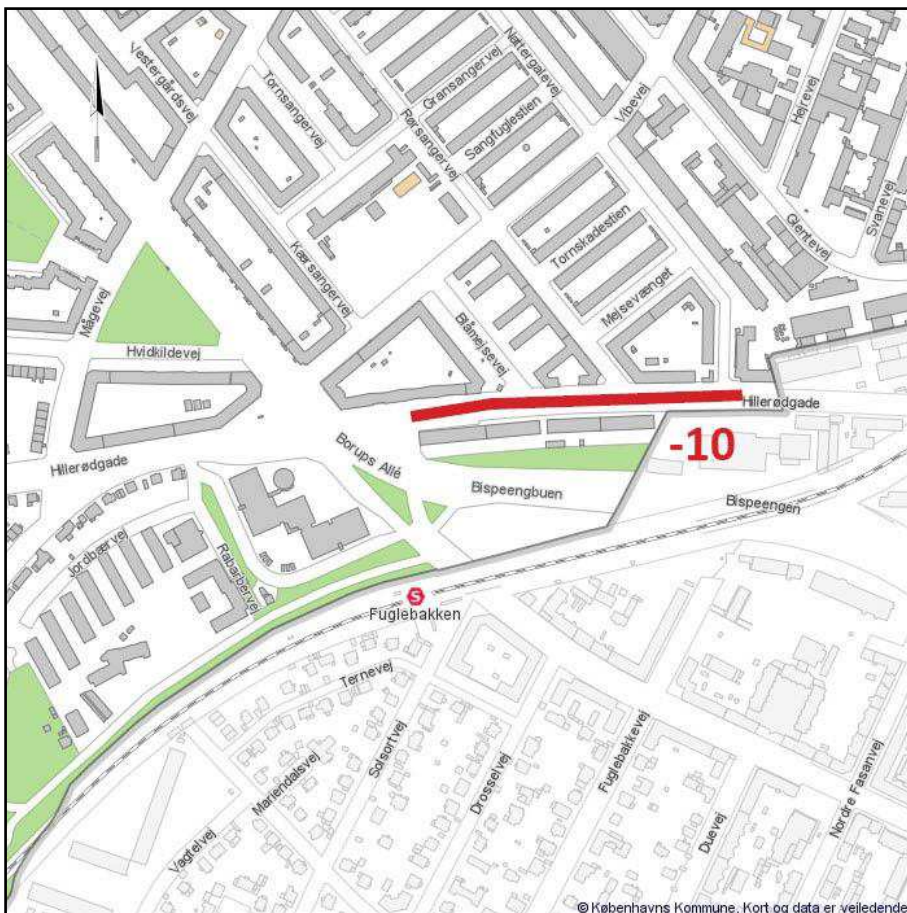 Vestergårdsvej
Tornsangervej
Gransangervej
Nattergalevej
Rørsangervej
Sangfuglestien
Vibevej
Hejrevej
Svanevej
Glentevej
Tornskadestien
Kærsangervej
Mejsevænget
Blåmejsevej
Mågevej
Hvidkildevej
Hillerødgade
-10
Hillerødgade
Borups Allé
Bispeengbuen
Bispeengen
Jordbærvej
Rabarbervej
S
Fuglebakken
Ternevej
Solsortvej
Mariendalsvej
Vagtelvej
Drosselvej
Fuglebakkevej
Duevej
Nordre Fasanvej
© Københavns Kommune. Kort og data er vejledende